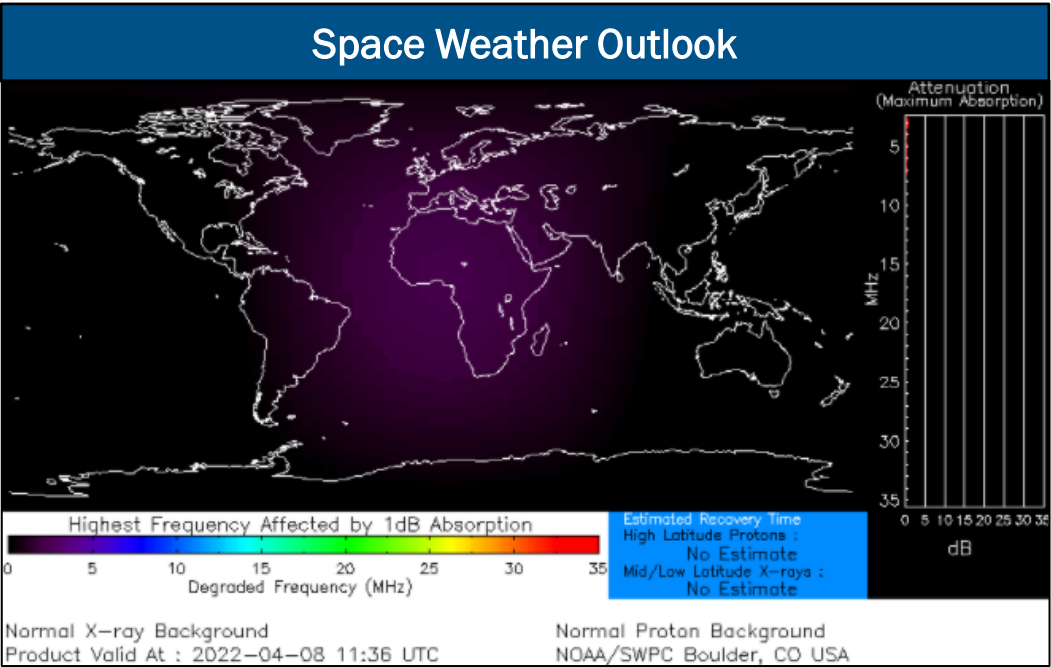 Space Weather Outlook
Attenuation
(Maximum Absorption)
5
10
15
20
25
30
35
MHz
0 5 10 15 20 25 30 35
dB
Highest Frequency Affected by 1dB Absorption
0 5 10 15 20 25 30 35
Degraded Frequency (MHz)
Estimated Recovery Time
High Latitude Protons :
No Estimate
Mid/Low Latitude X-rays :
No Estimate
Normal X-ray Background
Normal Proton Background
Product Valid At : 2022-04-08 11:36 UTC
NOAA/SWPC Boulder, CO USA